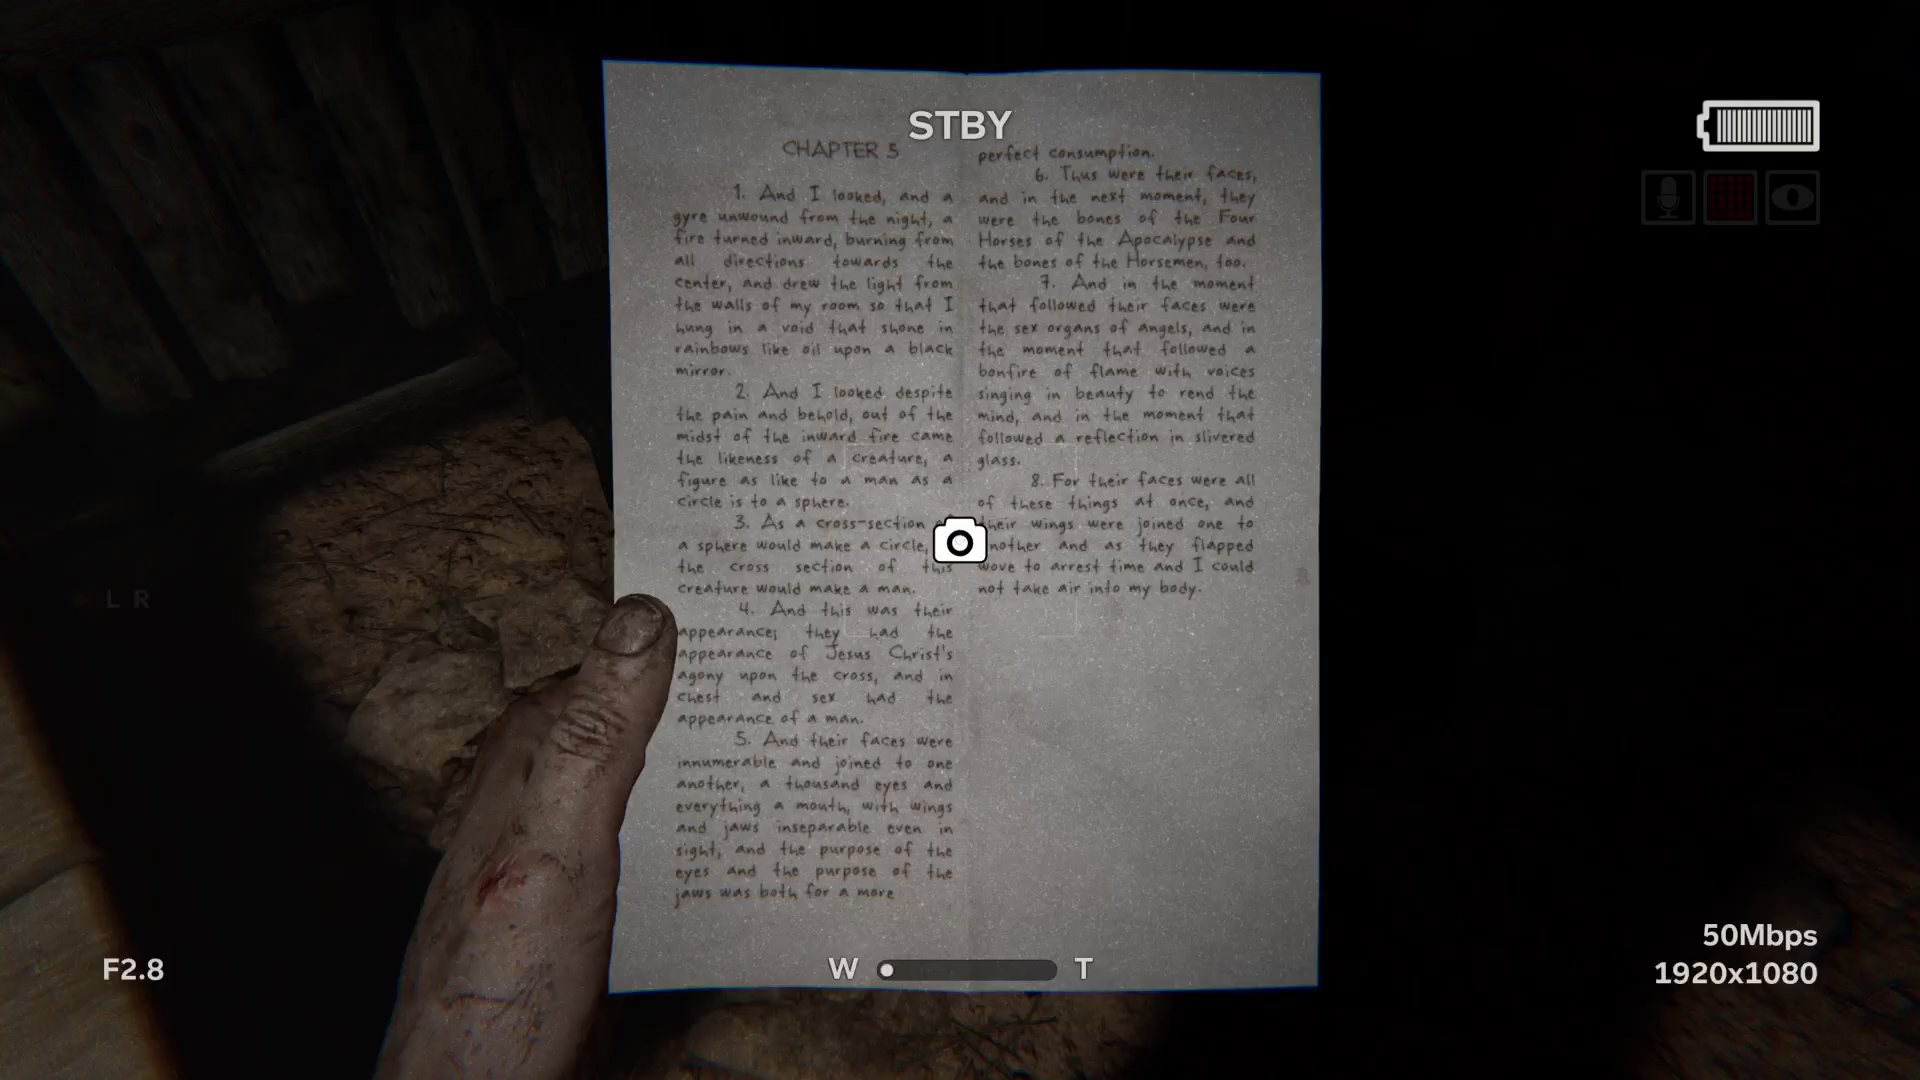 STBY
CHAPTER 5
1. And I looked, and a
gyre unwound from the night, a
fire turned inward, burning from
all directions towards the
center, and drew the light from
the walls of my room so that I
hung in a void that shone in
rainbows like oil upon a black
mirror.
2. And I looked despite
the pain and behold, out of the
midst of the inward fire came
the likeness of a creature, a
figure as like to a man as a
circle is to a sphere.
3. As a cross-section
a sphere would make a circle,
the cross section of this
creature would make a man.
4. And this was their
appearance; they had the
appearance of Jesus Christ's
agony upon the cross, and in
chest and sex had the
appearance of a man.
5. And their faces were
innumerable and joined to one
another, a thousand eyes and
everything a mouth, with wings
and jaws inseparable even in
sight, and the purpose of the
eyes and the purpose of the
jaws was both for a more
perfect consumption.
6. Thus were their faces,
and in the next moment, they
were the bones of the Four
Horses of the Apocalypse and
the bones of the Horsemen, too.
7. And in the moment
that followed their faces were
the sex organs of angels, and in
the moment that followed a
bonfire of flame with voices
singing in beauty to rend the
mind, and in the moment that
followed a reflection in slivered
glass.
8. For their faces were all
of these things at once, and
their wings were joined one to
another and as they flapped
wove to arrest time and I could
not take air into my body.
L R
F2.8
W T
50Mbps
1920x1080